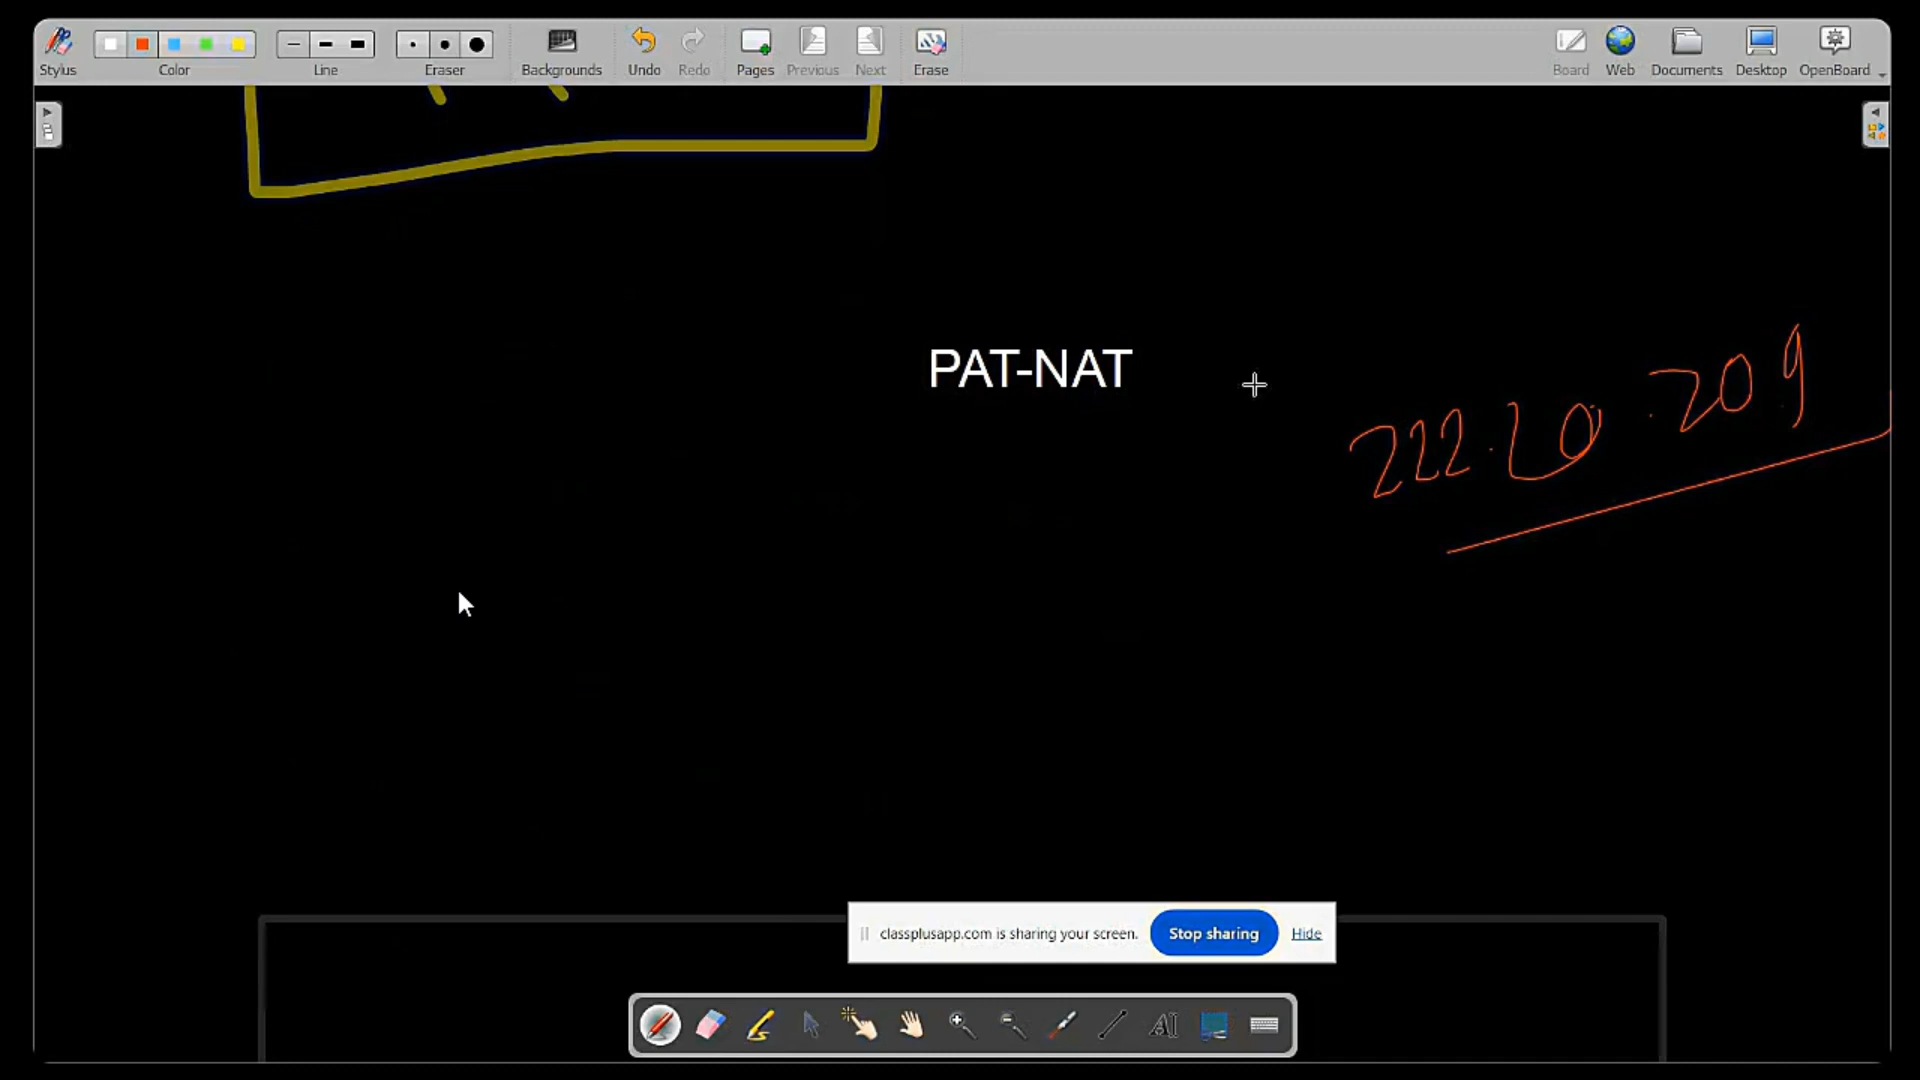 Stylus
Color
Line
Eraser
Backgrounds
Undo
Redo
Pages
Previous
Next
Erase
Board
Web
Documents
Desktop
OpenBoard
PAT-NAT
222.20.209
classplusapp.com is sharing your screen.
Stop sharing
Hide
AI